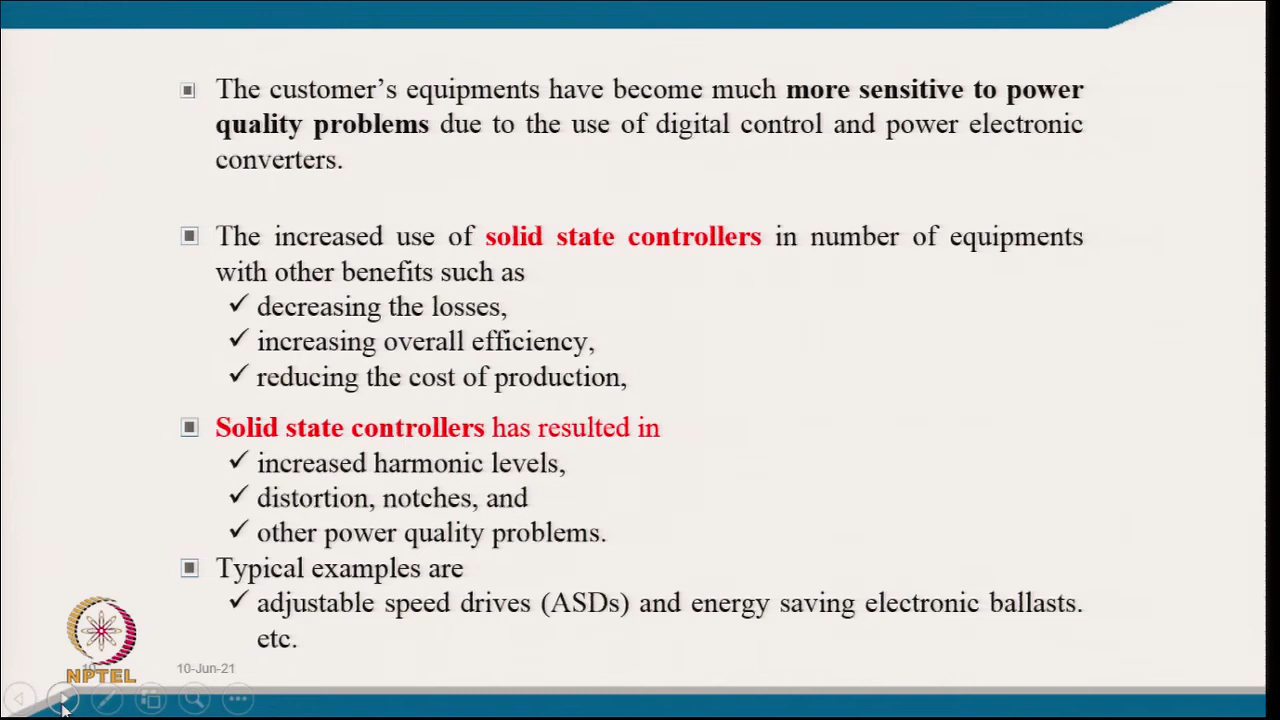 The customer's equipments have become much more sensitive to power
quality problems due to the use of digital control and power electronic
converters.
The increased use of solid state controllers in number of equipments
with other benefits such as
decreasing the losses,
increasing overall efficiency,
reducing the cost of production,
Solid state controllers has resulted in
increased harmonic levels,
distortion, notches, and
other power quality problems.
Typical examples are
adjustable speed drives (ASDs) and energy saving electronic ballasts.
etc.
10-Jun-21
NPTEL